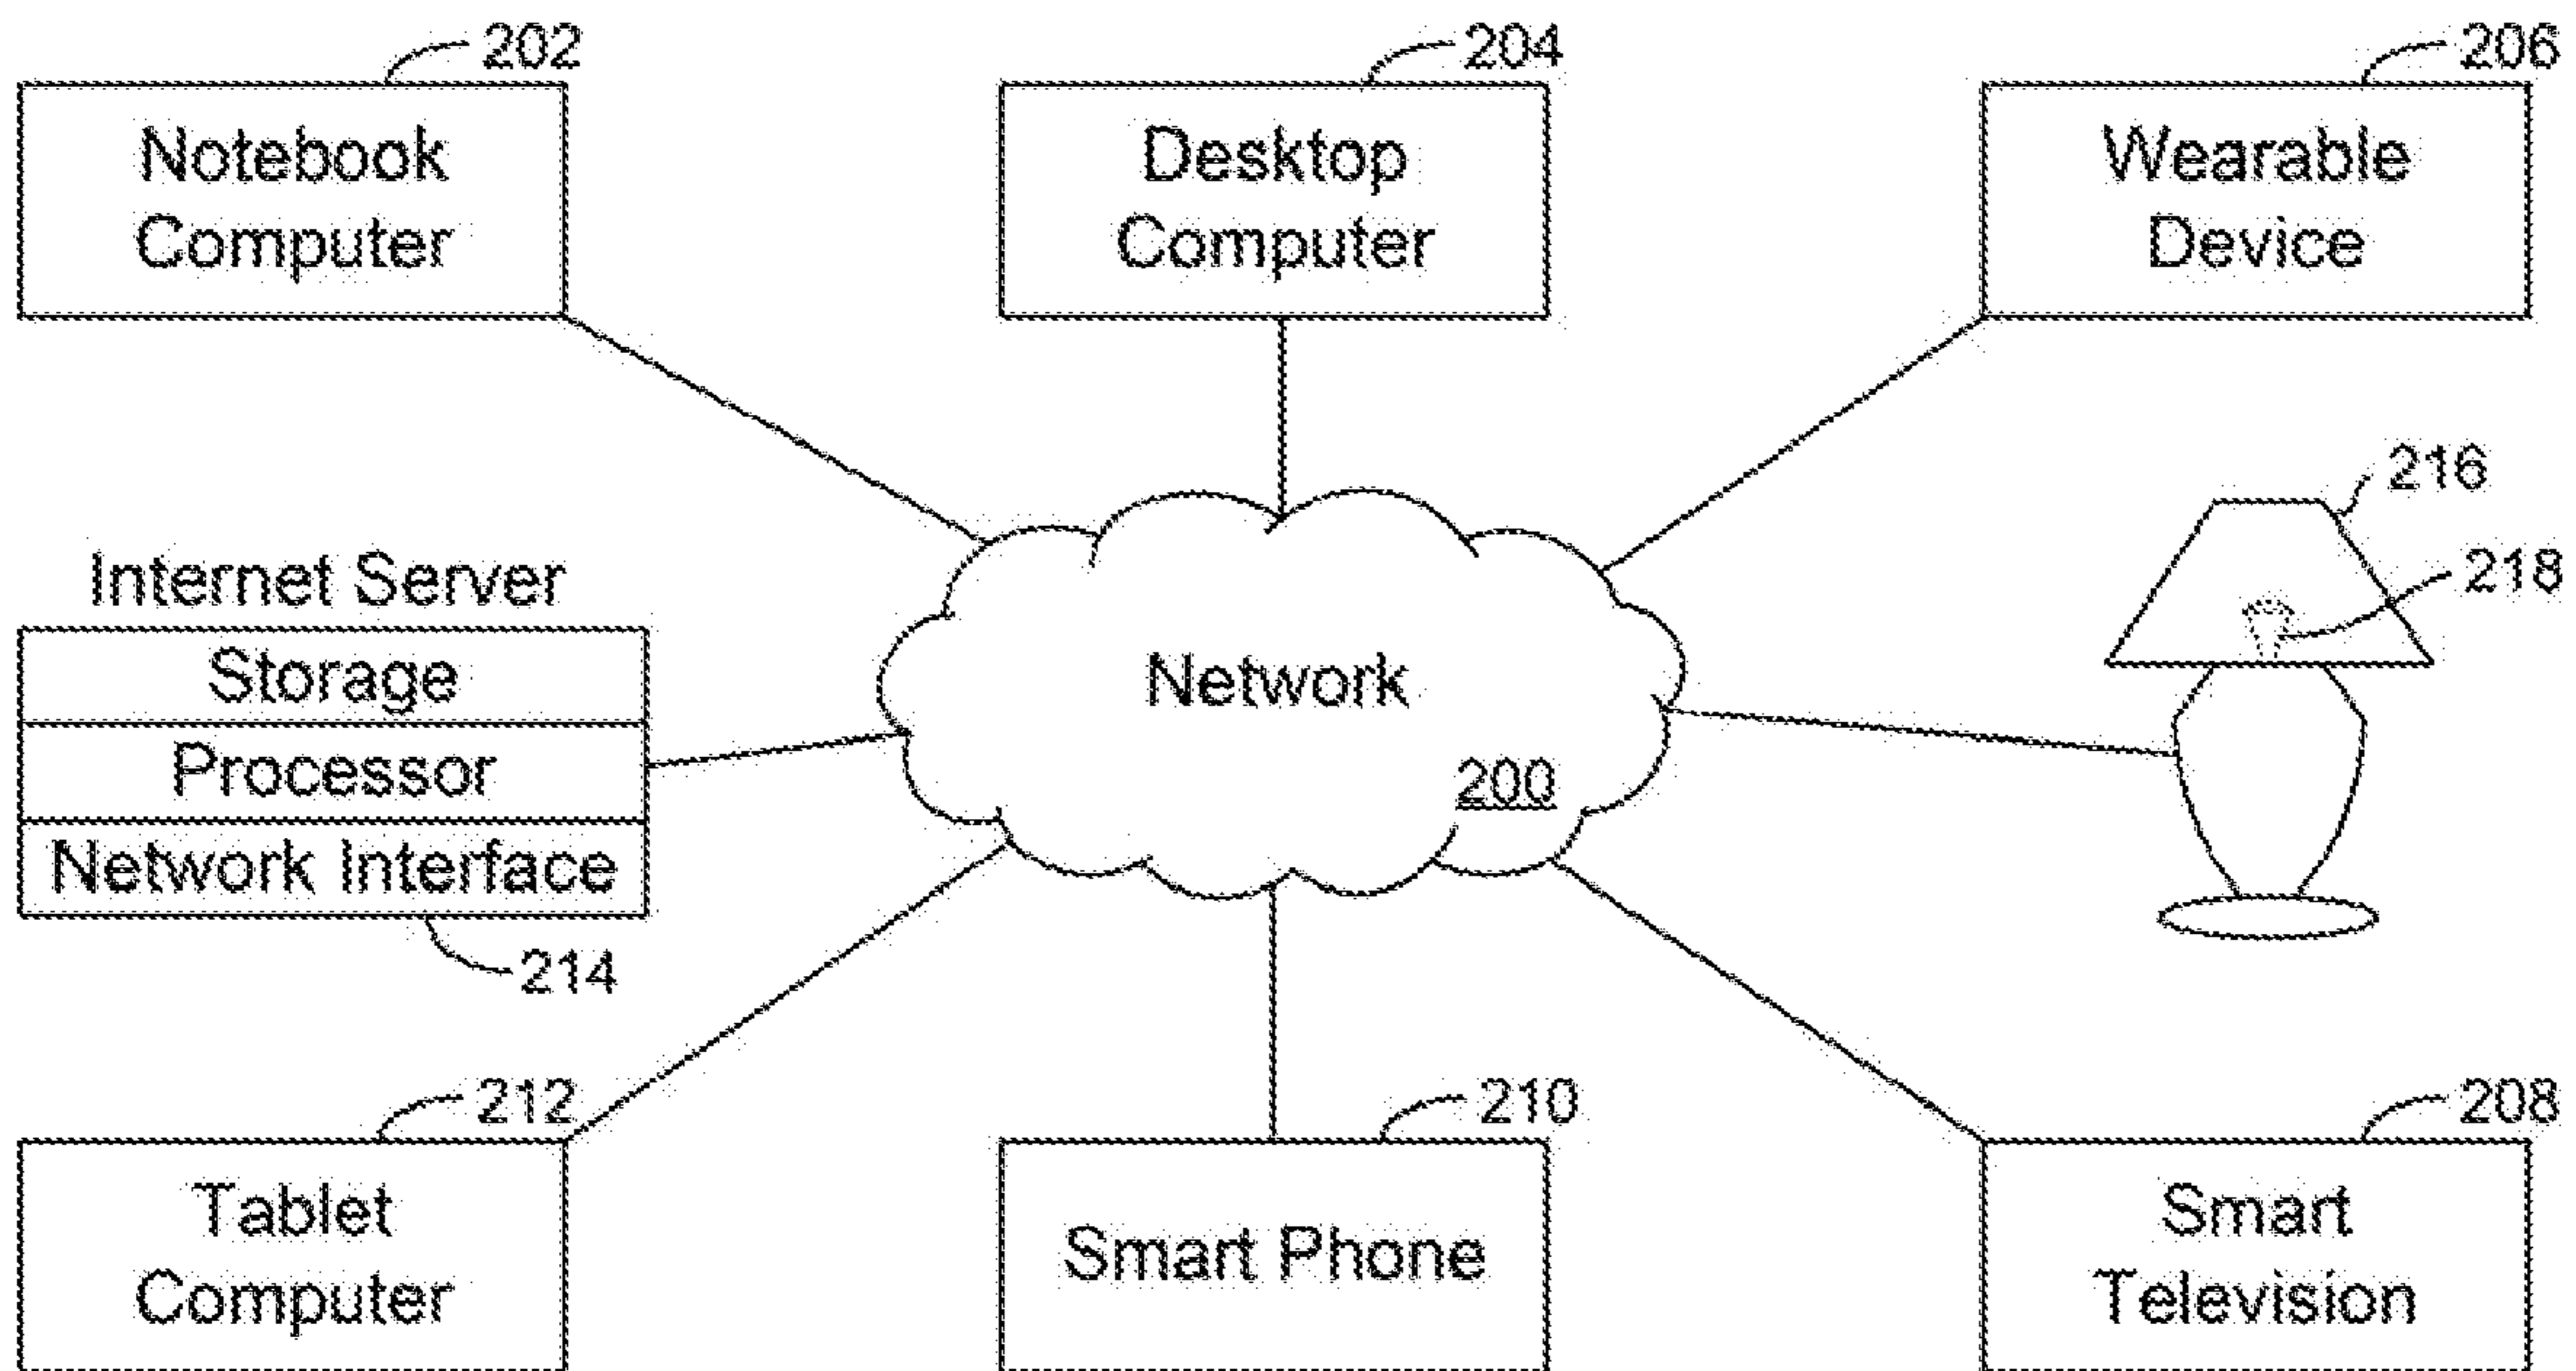 202
204
206
Notebook
Computer
Desktop
Computer
Wearable
Device
216
218
Internet Server
Storage
Processor
Network Interface
214
Network
200
212
210
208
Tablet
Computer
Smart Phone
Smart
Television